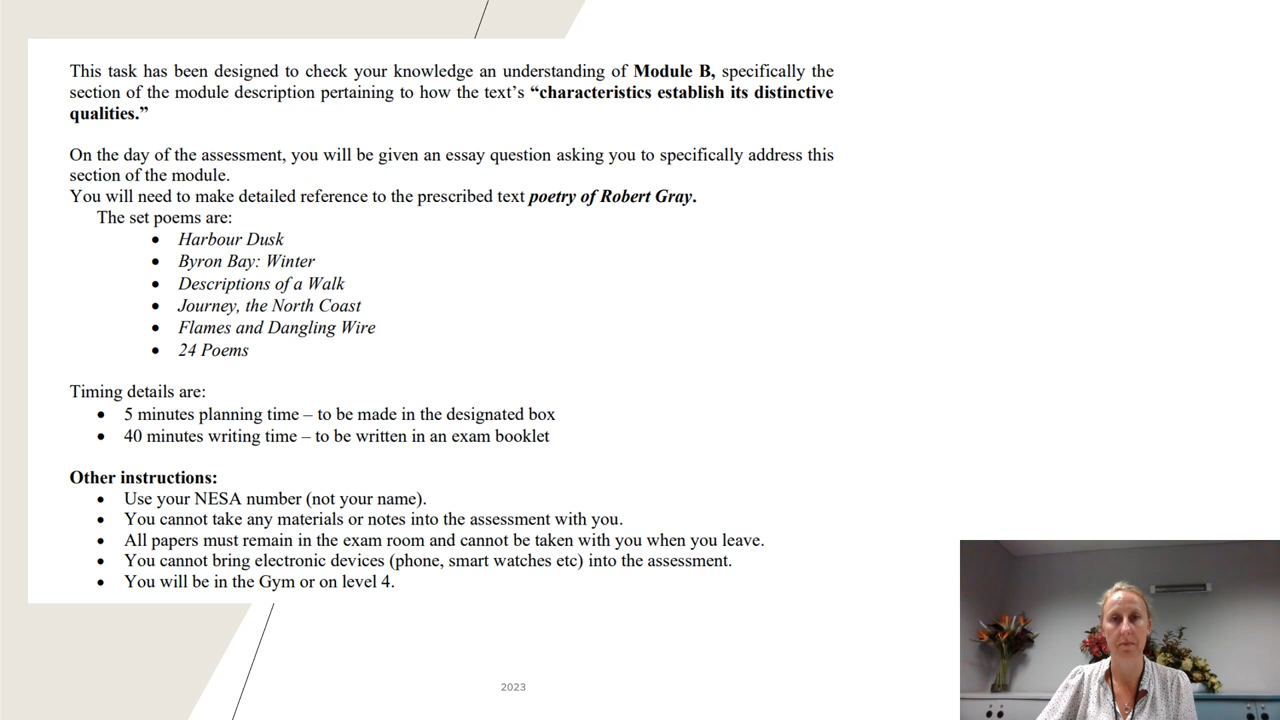 This task has been designed to check your knowledge an understanding of Module B, specifically the
section of the module description pertaining to how the text's “characteristics establish its distinctive
qualities.”
On the day of the assessment, you will be given an essay question asking you to specifically address this
section of the module.
You will need to make detailed reference to the prescribed text poetry of Robert Gray.
The set poems are:
• Harbour Dusk
• Byron Bay: Winter
• Descriptions of a Walk
• Journey, the North Coast
• Flames and Dangling Wire
• 24 Poems
Timing details are:
• 5 minutes planning time – to be made in the designated box
• 40 minutes writing time – to be written in an exam booklet
Other instructions:
• Use your NESA number (not your name).
• You cannot take any materials or notes into the assessment with you.
• All papers must remain in the exam room and cannot be taken with you when you leave.
• You cannot bring electronic devices (phone, smart watches etc) into the assessment.
• You will be in the Gym or on level 4.
2023